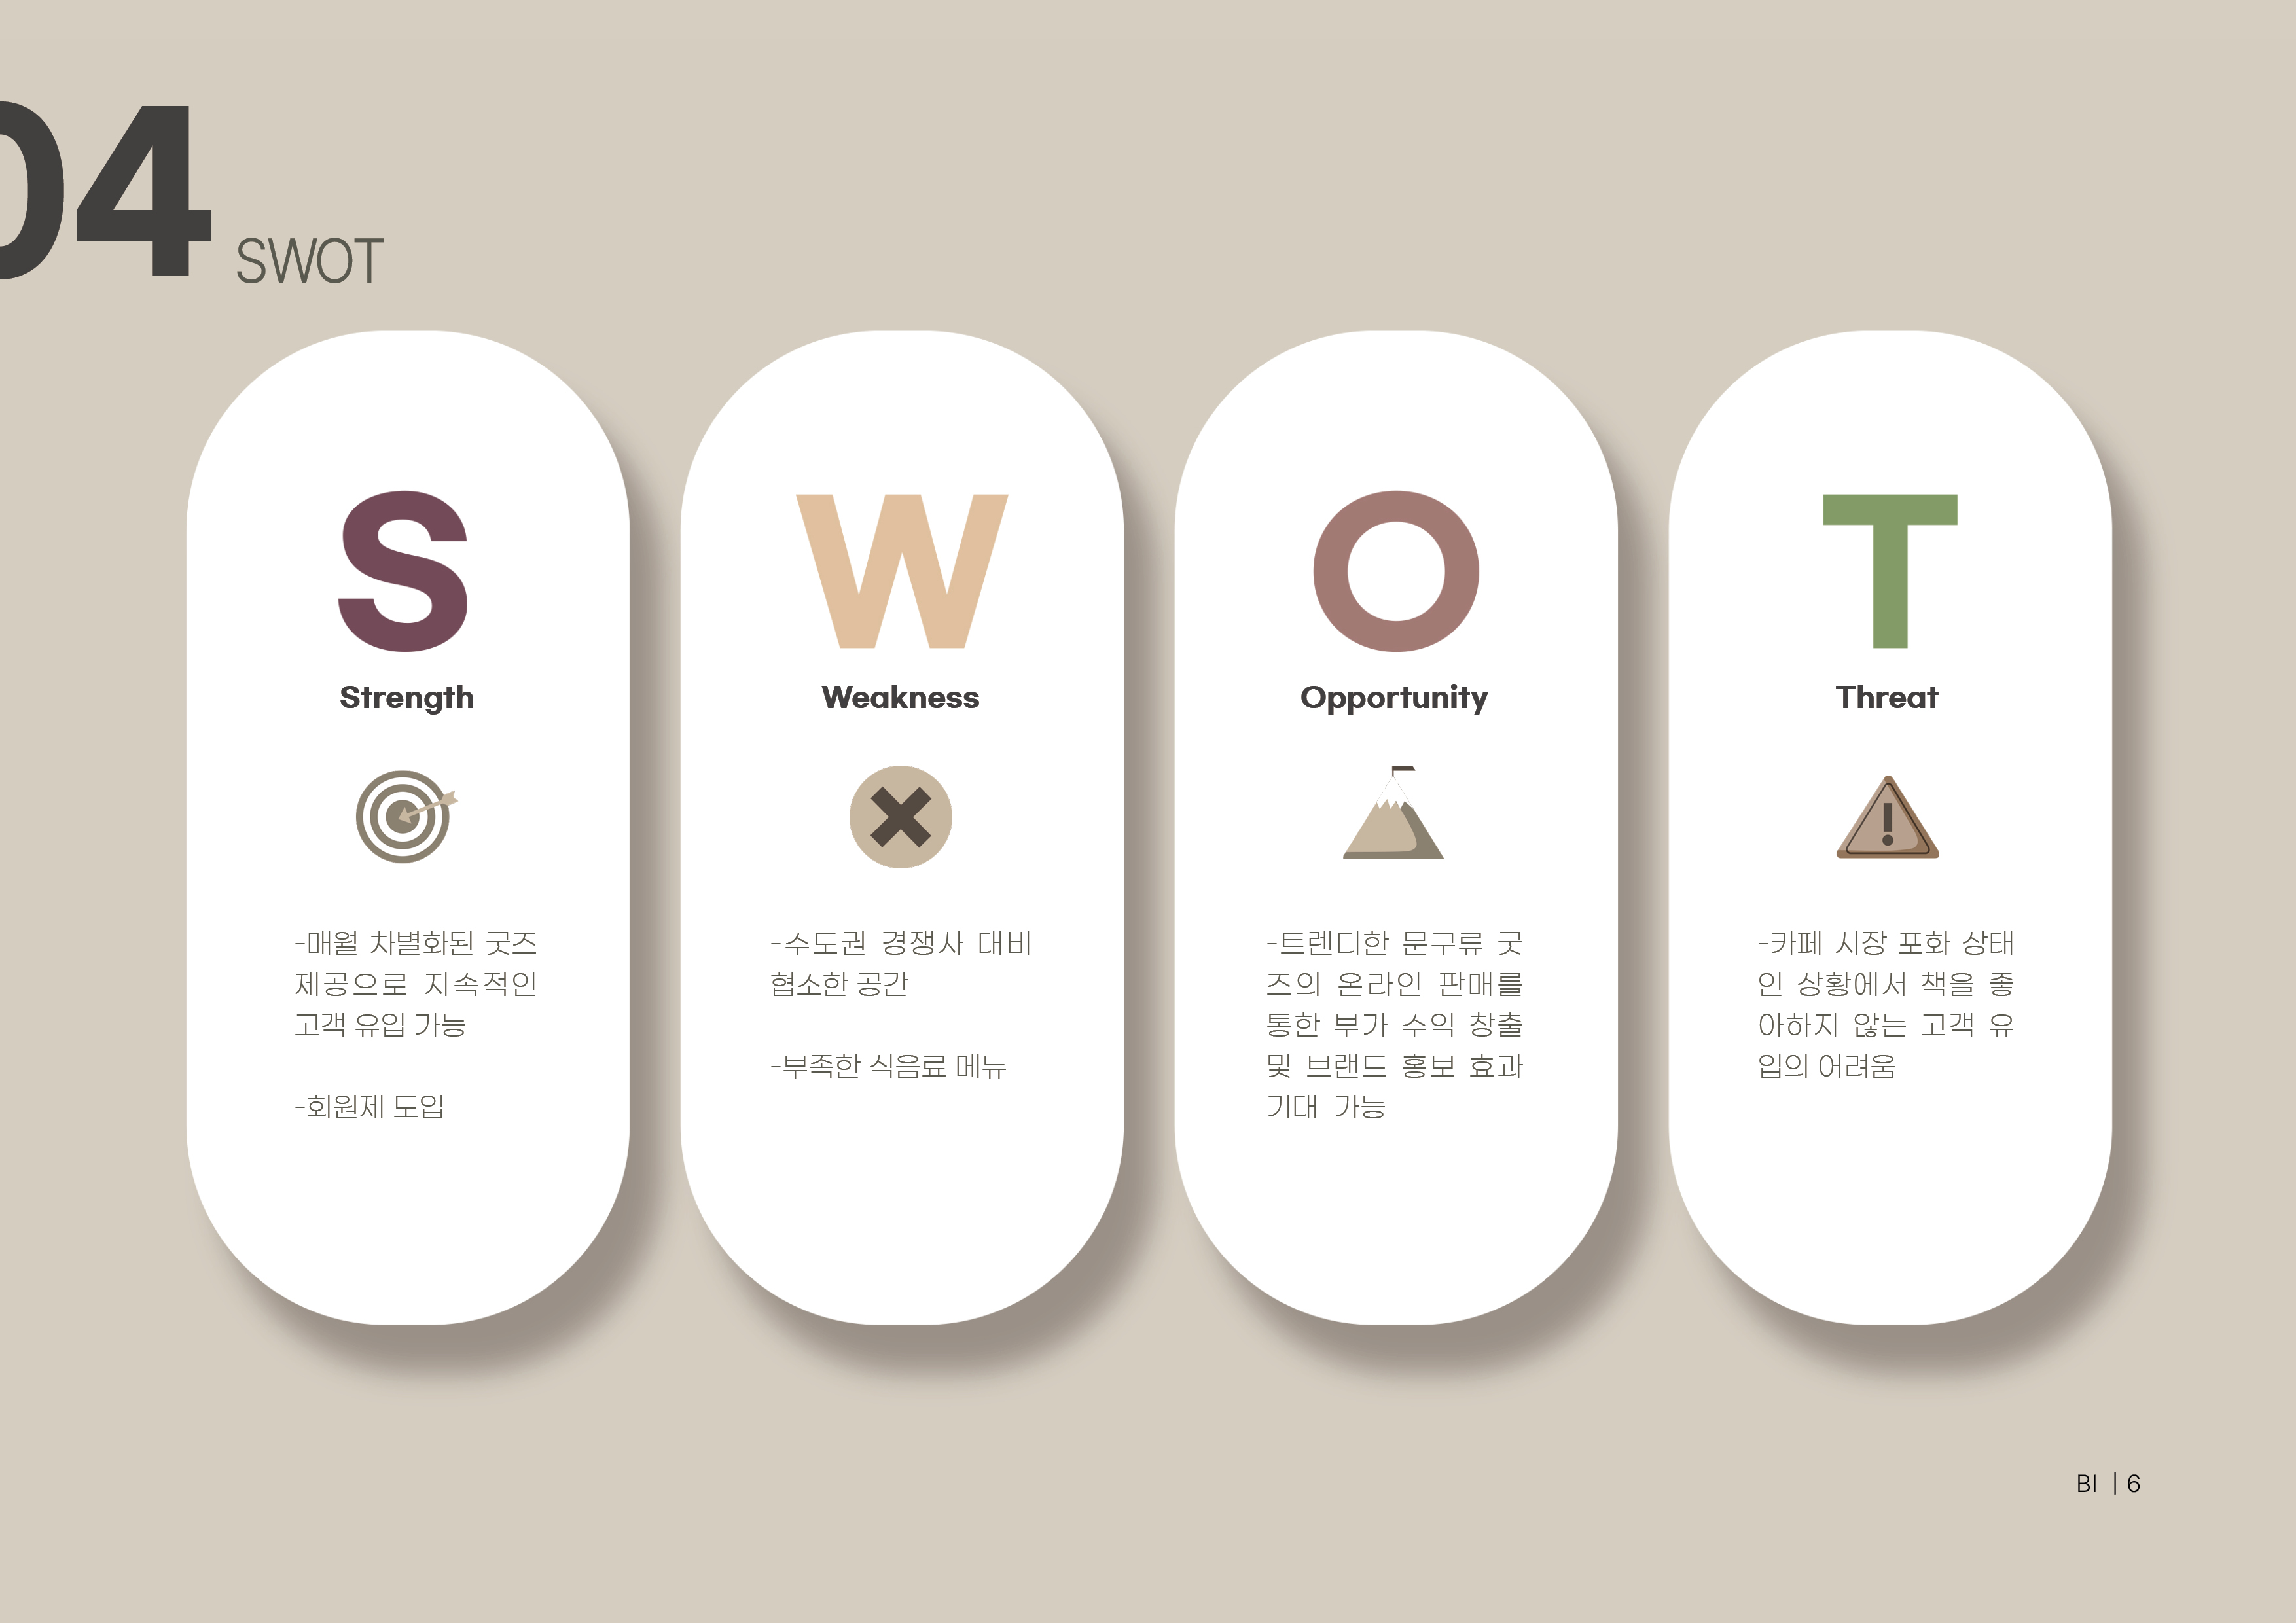 04
SWOT
S
Strength
-매월 차별화된 굿즈
제공으로 지속적인
고객 유입 가능
-회원제 도입
W
Weakness
-수도권 경쟁사 대비
협소한 공간
-부족한 식음료 메뉴
O
Opportunity
-트렌디한 문구류 굿
즈의 온라인 판매를
통한 부가 수익 창출
및 브랜드 홍보 효과
기대 가능
T
Threat
-카페 시장 포화 상태
인 상황에서 책을 좋
아하지 않는 고객 유
입의 어려움
BI | 6